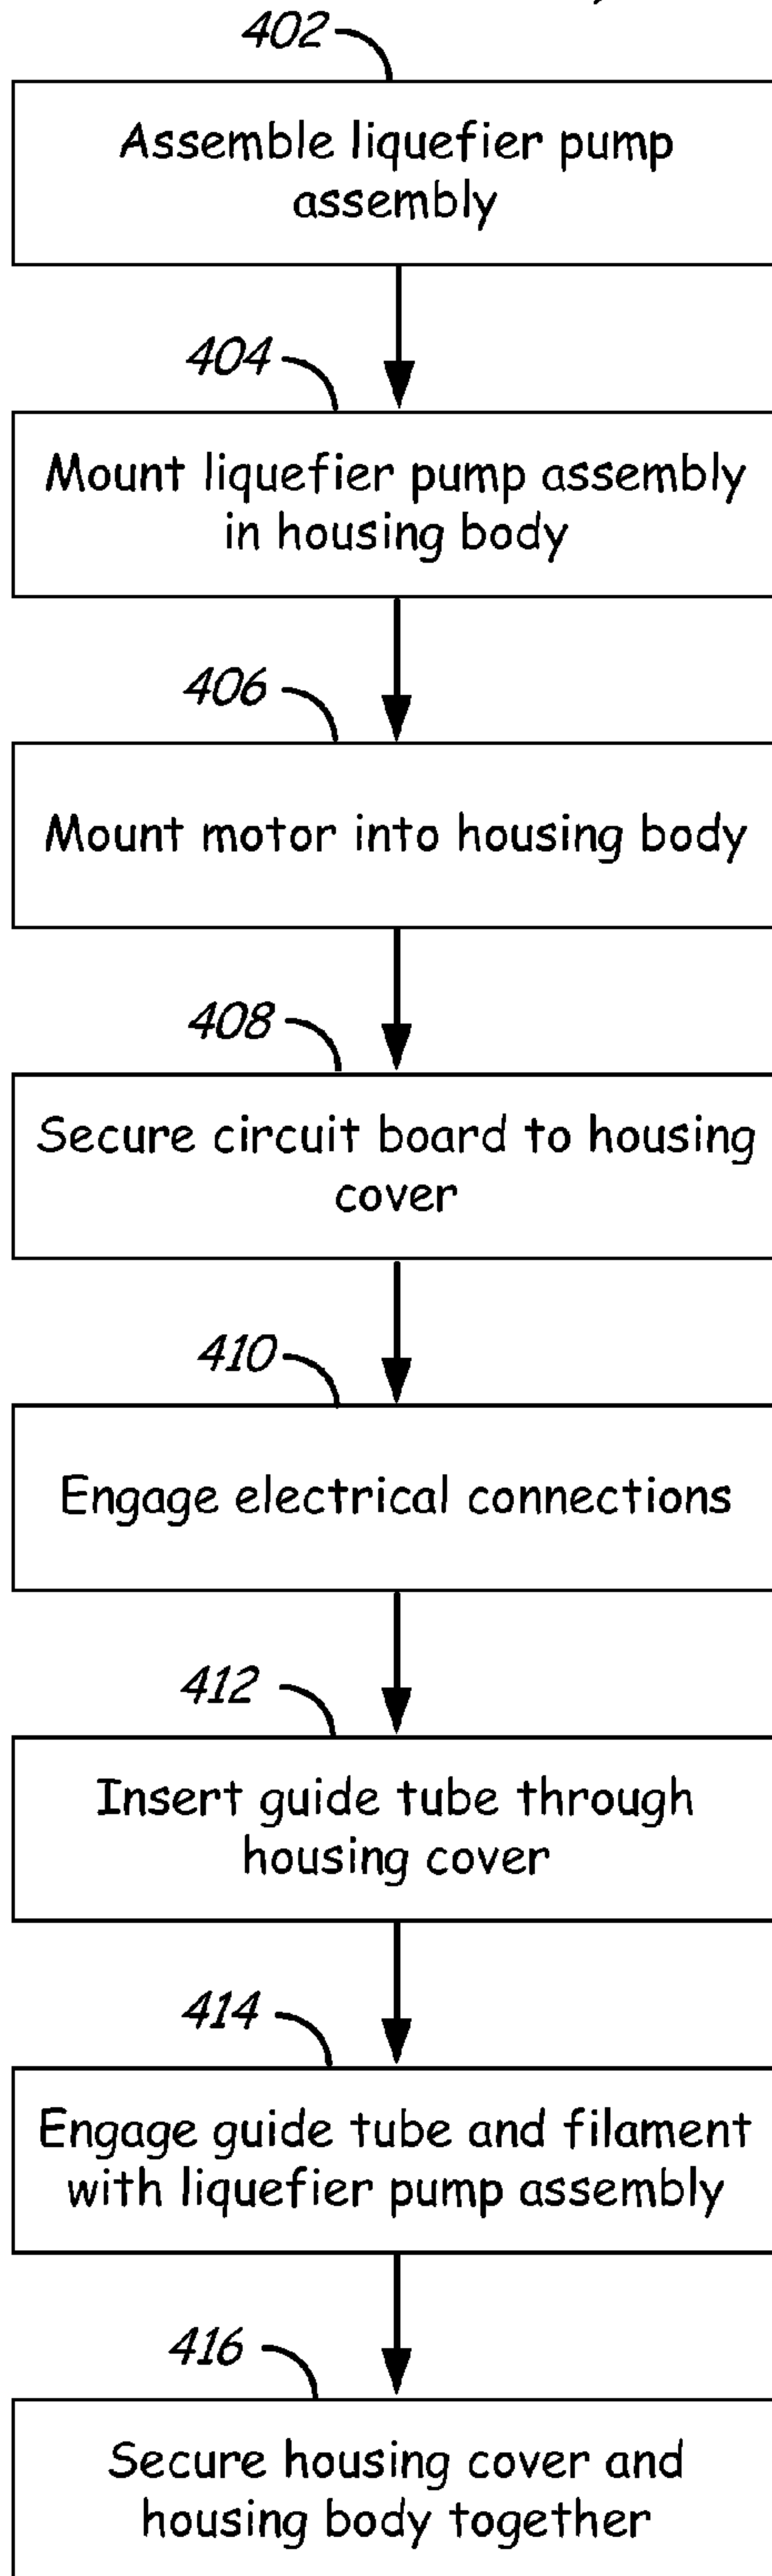 402
Assemble liquefier pump
assembly
404
Mount liquefier pump assembly
in housing body
406
Mount motor into housing body
408
Secure circuit board to housing
cover
410
Engage electrical connections
412
Insert guide tube through
housing cover
414
Engage guide tube and filament
with liquefier pump assembly
416
Secure housing cover and
housing body together